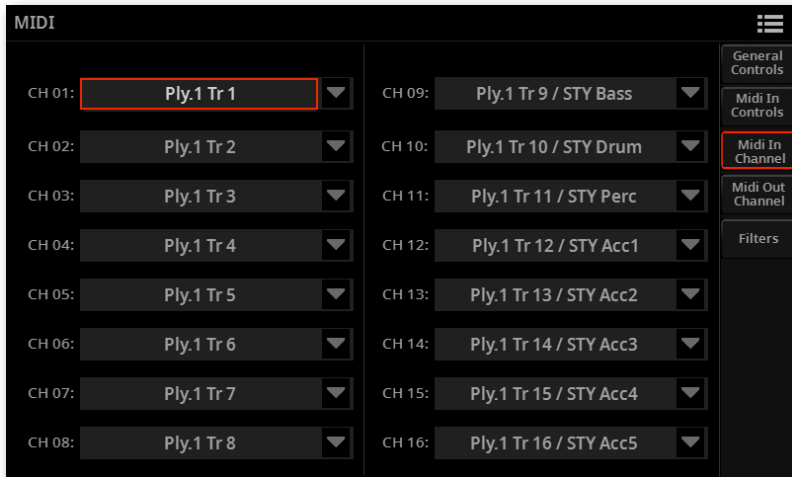 MIDI
CH 01: Ply.1 Tr 1
CH 02: Ply.1 Tr 2
CH 03: Ply.1 Tr 3
CH 04: Ply.1 Tr 4
CH 05: Ply.1 Tr 5
CH 06: Ply.1 Tr 6
CH 07: Ply.1 Tr 7
CH 08: Ply.1 Tr 8
CH 09: Ply.1 Tr 9 / STY Bass
CH 10: Ply.1 Tr 10 / STY Drum
CH 11: Ply.1 Tr 11 / STY Perc
CH 12: Ply.1 Tr 12 / STY Acc1
CH 13: Ply.1 Tr 13 / STY Acc2
CH 14: Ply.1 Tr 14 / STY Acc3
CH 15: Ply.1 Tr 15 / STY Acc4
CH 16: Ply.1 Tr 16 / STY Acc5
General
Controls
Midi In
Controls
Midi In
Channel
Midi Out
Channel
Filters